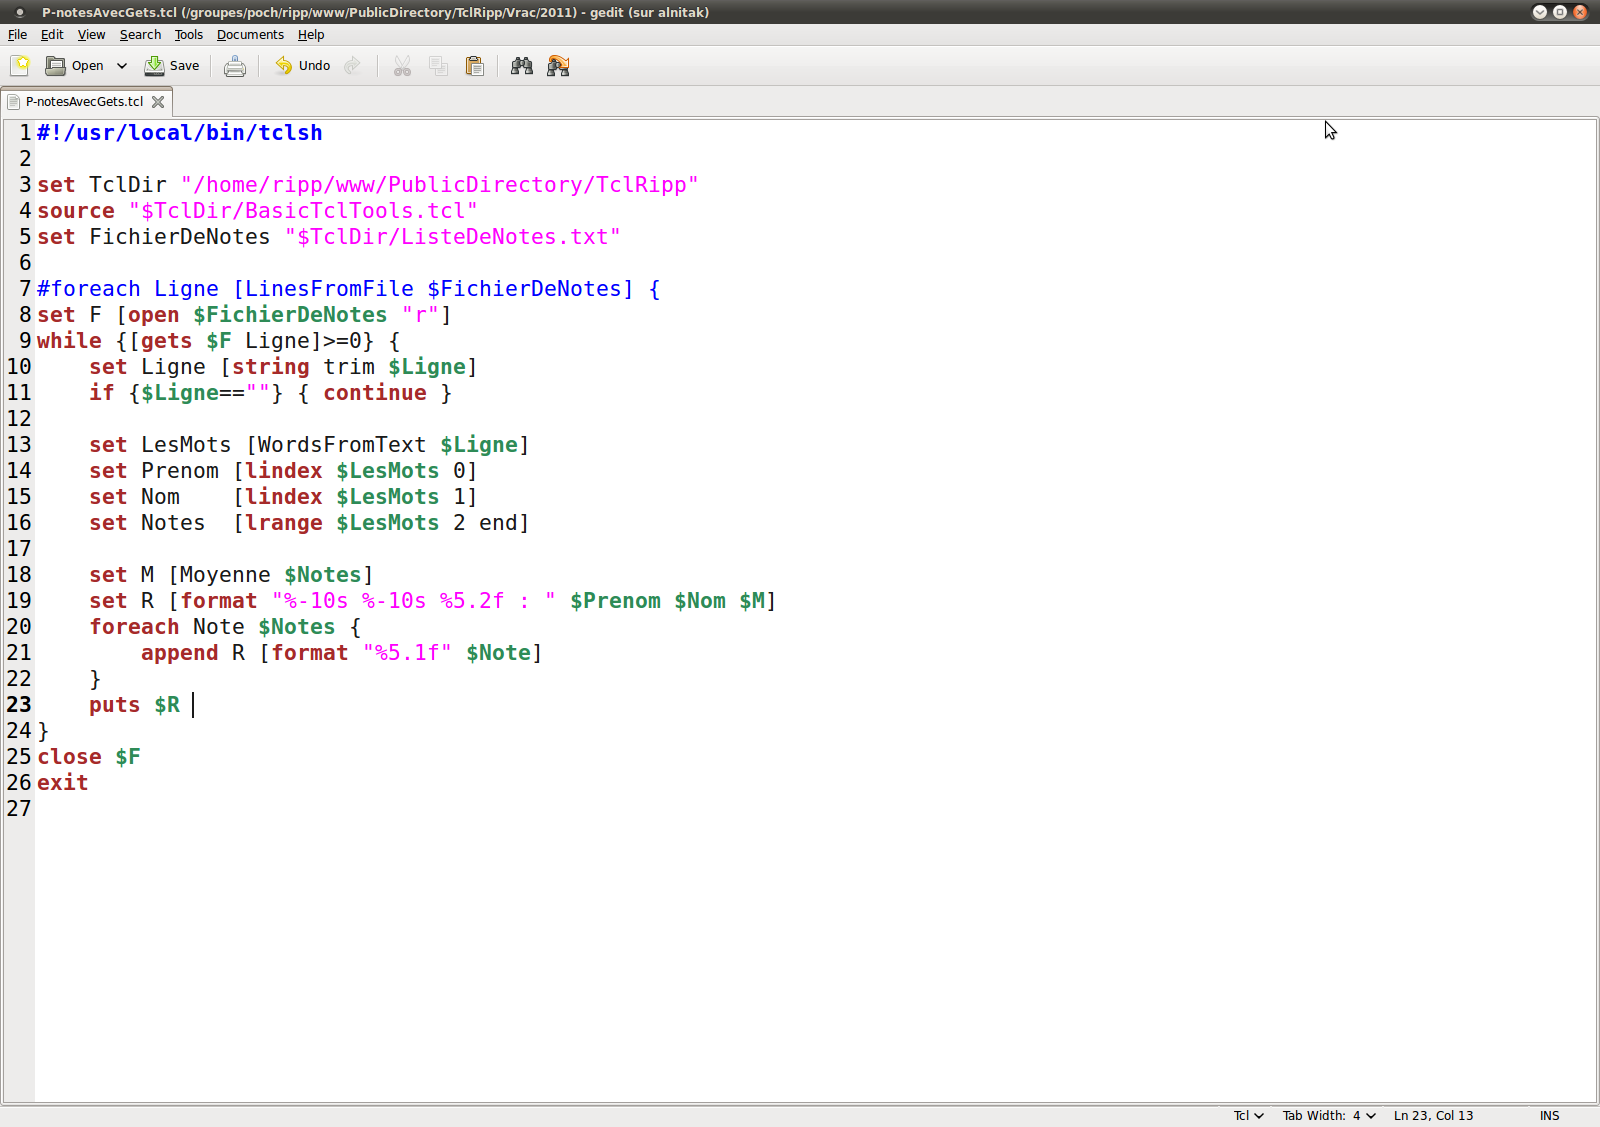 P-notesAvecGets.tcl (/groupes/poch/ripp/www/PublicDirectory/TclRipp/Vrac/2011) - gedit (sur alnitak)
File Edit View Search Tools Documents Help
Open Save Undo
P-notesAvecGets.tcl
1 #!/usr/local/bin/tclsh
2
3 set TclDir "/home/ripp/www/PublicDirectory/TclRipp"
4 source "$TclDir/BasicTclTools.tcl"
5 set FichierDeNotes "$TclDir/ListeDeNotes.txt"
6
7 #foreach Ligne [LinesFromFile $FichierDeNotes] {
8 set F [open $FichierDeNotes "r"]
9 while {[gets $F Ligne]>=0} {
10     set Ligne [string trim $Ligne]
11     if {$Ligne==""} { continue }
12
13     set LesMots [WordsFromText $Ligne]
14     set Prenom [lindex $LesMots 0]
15     set Nom    [lindex $LesMots 1]
16     set Notes  [lrange $LesMots 2 end]
17
18     set M [Moyenne $Notes]
19     set R [format "%-10s %-10s %5.2f : " $Prenom $Nom $M]
20     foreach Note $Notes {
21         append R [format "%5.1f" $Note]
22     }
23     puts $R
24 }
25 close $F
26 exit
27
Tcl Tab Width: 4 Ln 23, Col 13 INS